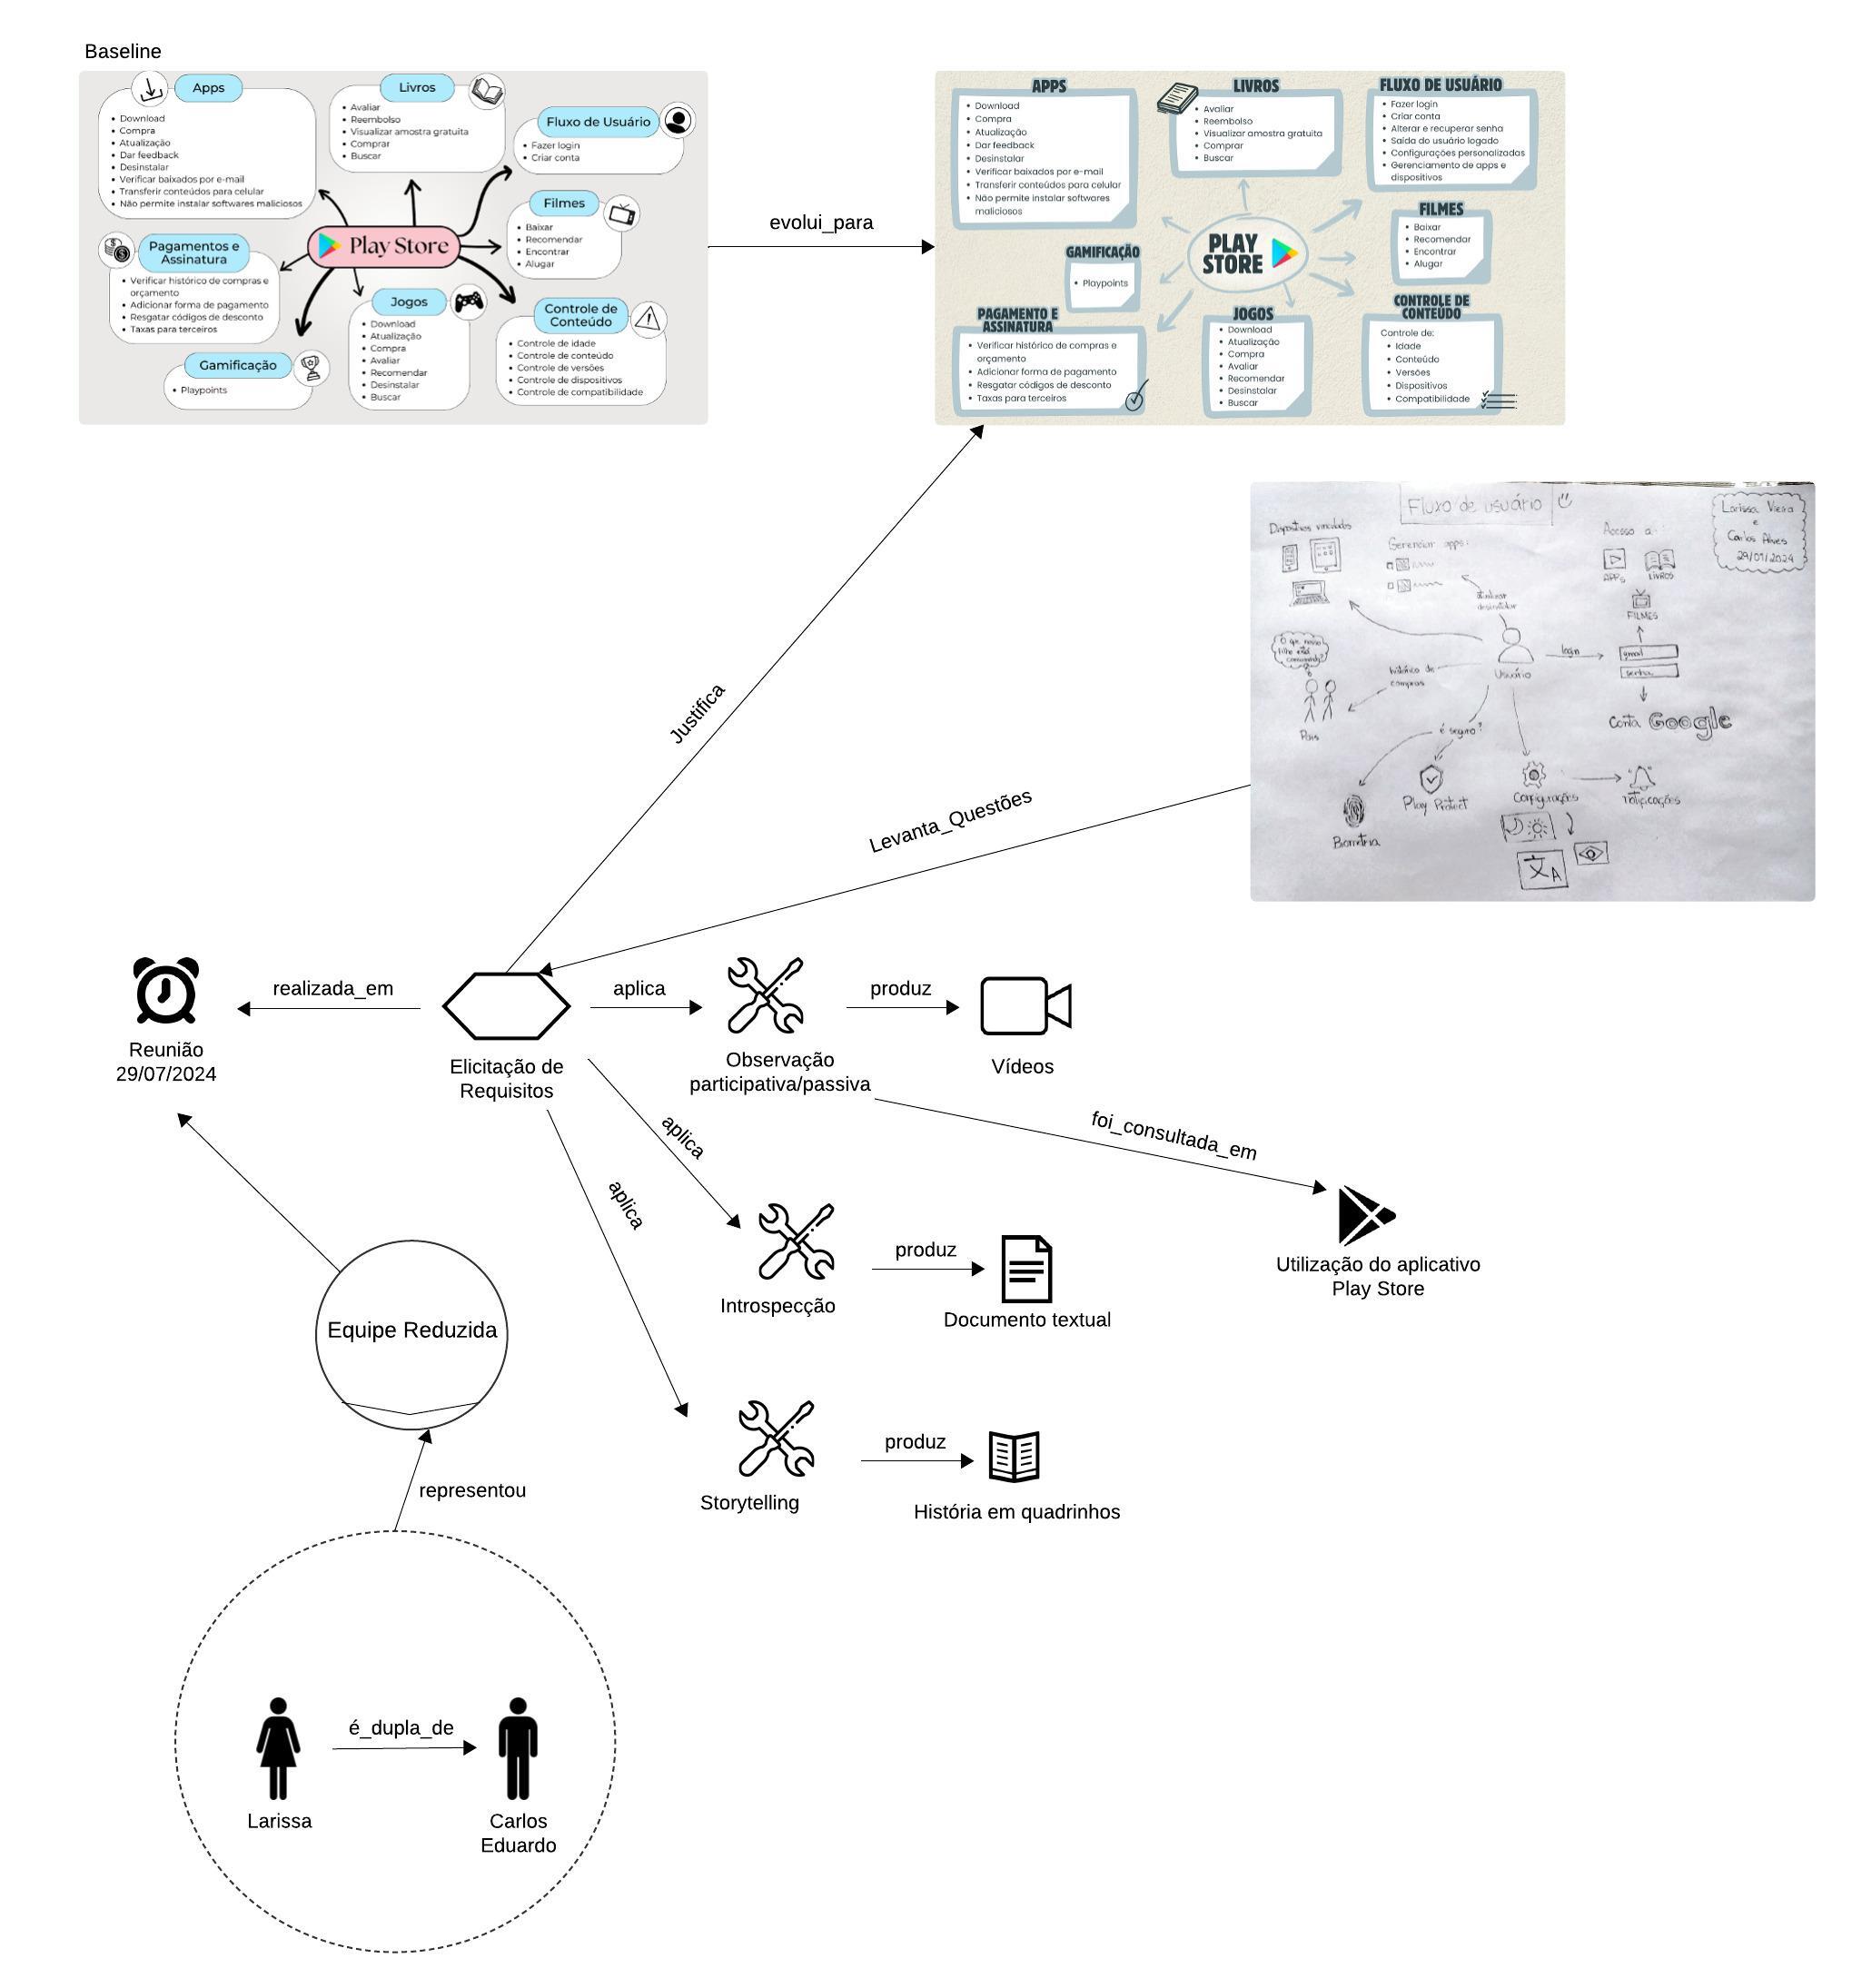 Baseline
Apps
Download
Compra
Atualização
Dar feedback
Desinstalar
Verificar baixados por e-mail
Transferir conteúdos para celular
Não permite instalar softwares maliciosos
Livros
Avaliar
Reembolso
Visualizar amostra gratuita
Comprar
Buscar
Fluxo de Usuário
Fazer login
Criar conta
Filmes
Baixar
Recomendar
Encontrar
Alugar
Play Store
Pagamentos e
Assinatura
Verificar histórico de compras e
orçamento
Adicionar forma de pagamento
Resgatar códigos de desconto
Taxas para terceiros
Jogos
Download
Atualização
Compra
Avaliar
Recomendar
Desinstalar
Buscar
Controle de
Conteúdo
Controle de idade
Controle de conteúdo
Controle de versões
Controle de dispositivos
Controle de compatibilidade
Gamificação
Playpoints
evolui_para
APPS
Download
Compra
Atualização
Dar feedback
Desinstalar
Verificar baixados por e-mail
Transferir conteúdos para celular
Não permite instalar softwares
maliciosos
LIVROS
Avaliar
Reembolso
Visualizar amostra gratuita
Comprar
Buscar
FLUXO DE USUÁRIO
Fazer login
Criar conta
Alterar e recuperar senha
Saída do usuário logado
Configurações personalizadas
Gerenciamento de apps e
dispositivos
FILMES
Baixar
Recomendar
Encontrar
Alugar
GAMIFICAÇÃO
Playpoints
PLAY
STORE
PAGAMENTO E
ASSINATURA
Verificar histórico de compras e
orçamento
Adicionar forma de pagamento
Resgatar códigos de desconto
Taxas para terceiros
JOGOS
Download
Atualização
Compra
Avaliar
Recomendar
Desinstalar
Buscar
CONTROLE DE
CONTEÚDO
Controle de:
Idade
Conteúdo
Versões
Dispositivos
Compatibilidade
Fluxo de usuário
Larissa Vieira
e
Carlos Alves
29/07/2024
Dispositivos vinculados
Gerenciar apps:
Acesso a:
APPs
LIVROS
FILMES
desinstalar
O que nosso
filho está
consumindo?
histórico de
compras
Usuário
login
gmail
senha
Pais
é seguro?
Conta Google
Biometria
Play Protect
Configurações
Notificações
文A
Justifica
Levanta_Questões
realizada_em
aplica
produz
Reunião
29/07/2024
Elicitação de
Requisitos
Observação
participativa/passiva
Vídeos
foi_consultada_em
aplica
aplica
Utilização do aplicativo
Play Store
Introspecção
produz
Documento textual
Equipe Reduzida
Storytelling
produz
História em quadrinhos
representou
é_dupla_de
Larissa
Carlos
Eduardo